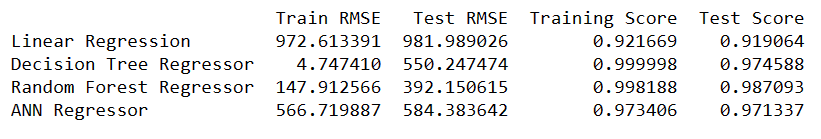 Train RMSE Test RMSE Training Score Test Score
Linear Regression 972.613391 981.989026 0.921669 0.919064
Decision Tree Regressor 4.747410 550.247474 0.999998 0.974588
Random Forest Regressor 147.912566 392.150615 0.998188 0.987093
ANN Regressor 566.719887 584.383642 0.973406 0.971337